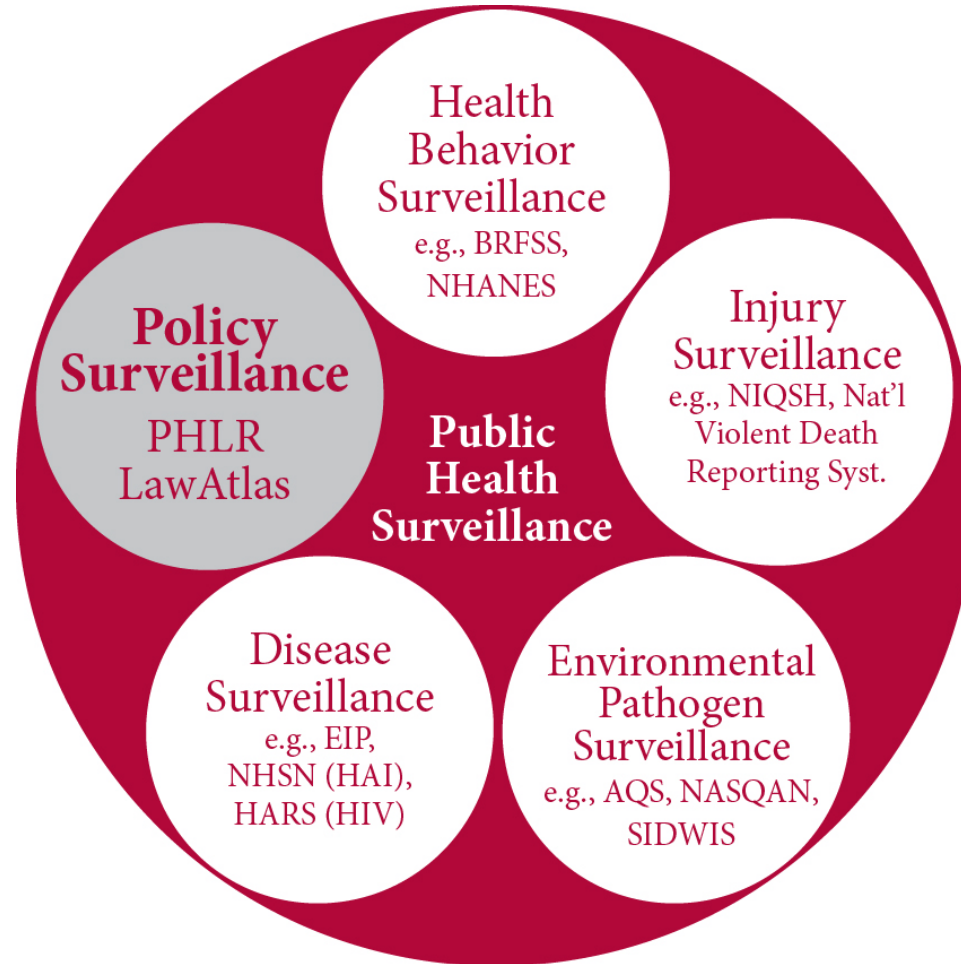 Health
Behavior
Surveillance
e.g., BRFSS,
NHANES
Policy
Surveillance
PHLR
LawAtlas
Public
Health
Surveillance
Injury
Surveillance
e.g., NIQSH, Nat’l
Violent Death
Reporting Syst.
Disease
Surveillance
e.g., EIP,
NHSN (HAI),
HARS (HIV)
Environmental
Pathogen
Surveillance
e.g., AQS, NASQAN,
SIDWIS